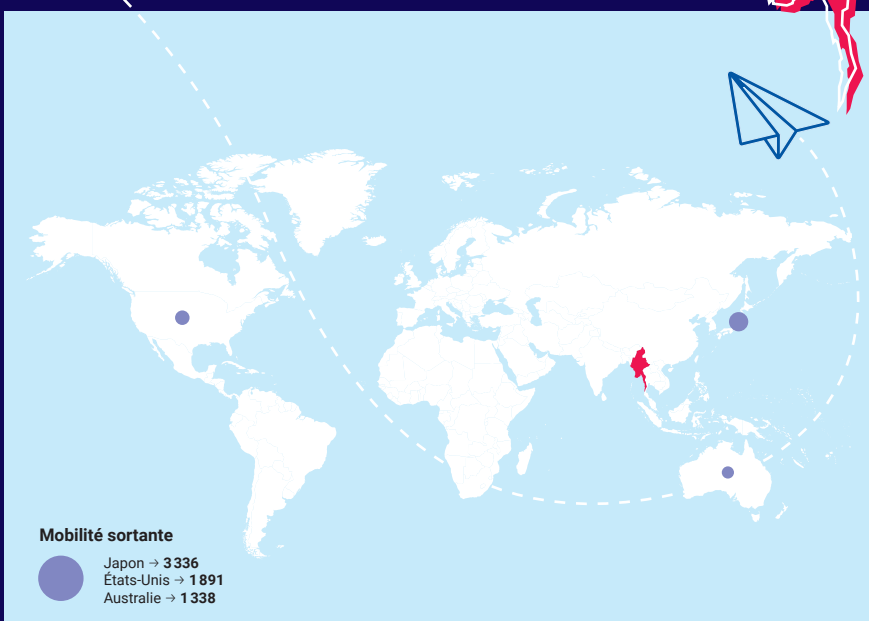 Mobilité sortante
Japon → 3 336
États-Unis → 1 891
Australie → 1 338